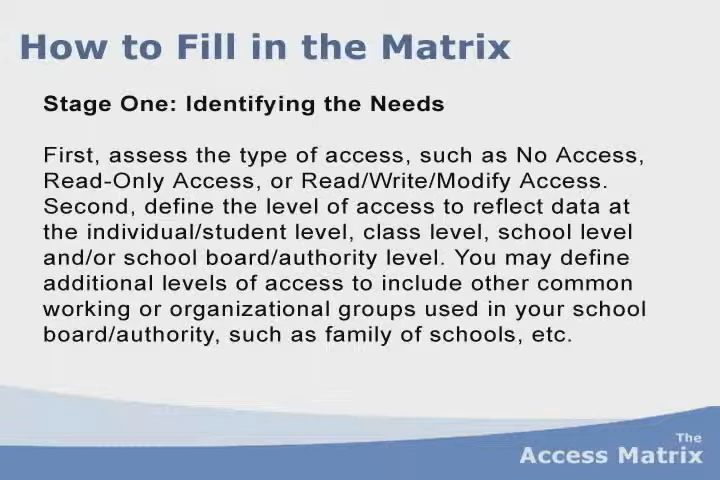 How to Fill in the Matrix
Stage One: Identifying the Needs
First, assess the type of access, such as No Access,
Read-Only Access, or Read/Write/Modify Access.
Second, define the level of access to reflect data at
the individual/student level, class level, school level
and/or school board/authority level. You may define
additional levels of access to include other common
working or organizational groups used in your school
board/authority, such as family of schools, etc.
The
Access Matrix